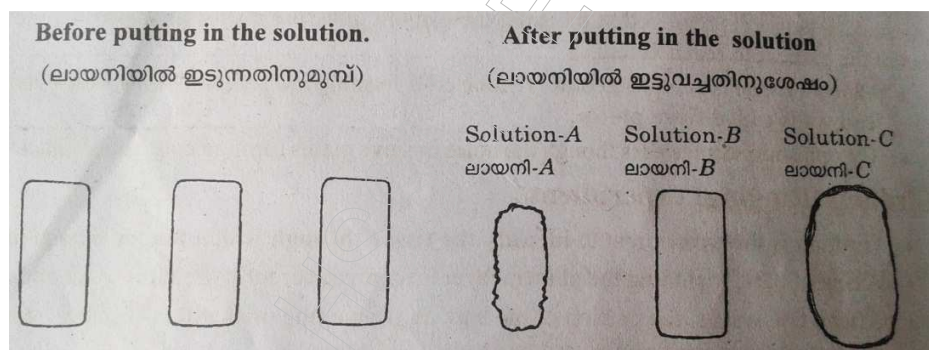 Before putting in the solution.
(ലായനിയിൽ ഇടുന്നതിനുമുമ്പ്)
After putting in the solution
(ലായനിയിൽ ഇട്ടുവച്ചതിനുശേഷം)
Solution-A
ലായനി-A
Solution-B
ലായനി-B
Solution-C
ലായനി-C